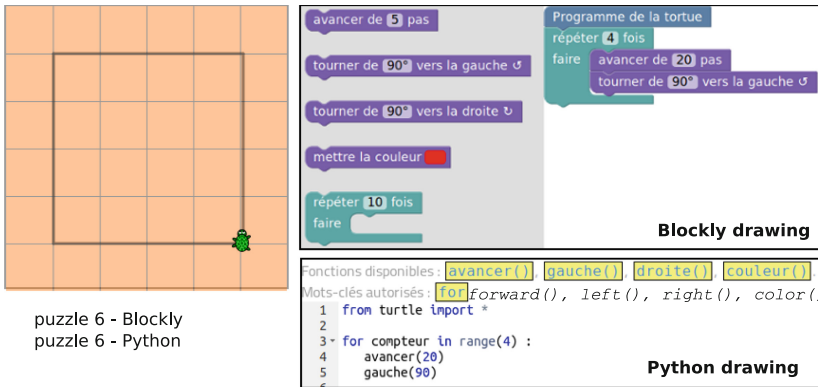 puzzle 6 - Blockly
puzzle 6 - Python
avancer de 5 pas
tourner de 90° vers la gauche ↺
tourner de 90° vers la droite ↻
mettre la couleur
répéter 10 fois
faire
Programme de la tortue
répéter 4 fois
faire avancer de 20 pas
tourner de 90° vers la gauche ↺
Blockly drawing
Fonctions disponibles : avancer(), gauche(), droite(), couleur().
Mots-clés autorisés : for forward(), left(), right(), color()
1 from turtle import *
2
3 for compteur in range(4) :
4 avancer(20)
5 gauche(90)
Python drawing